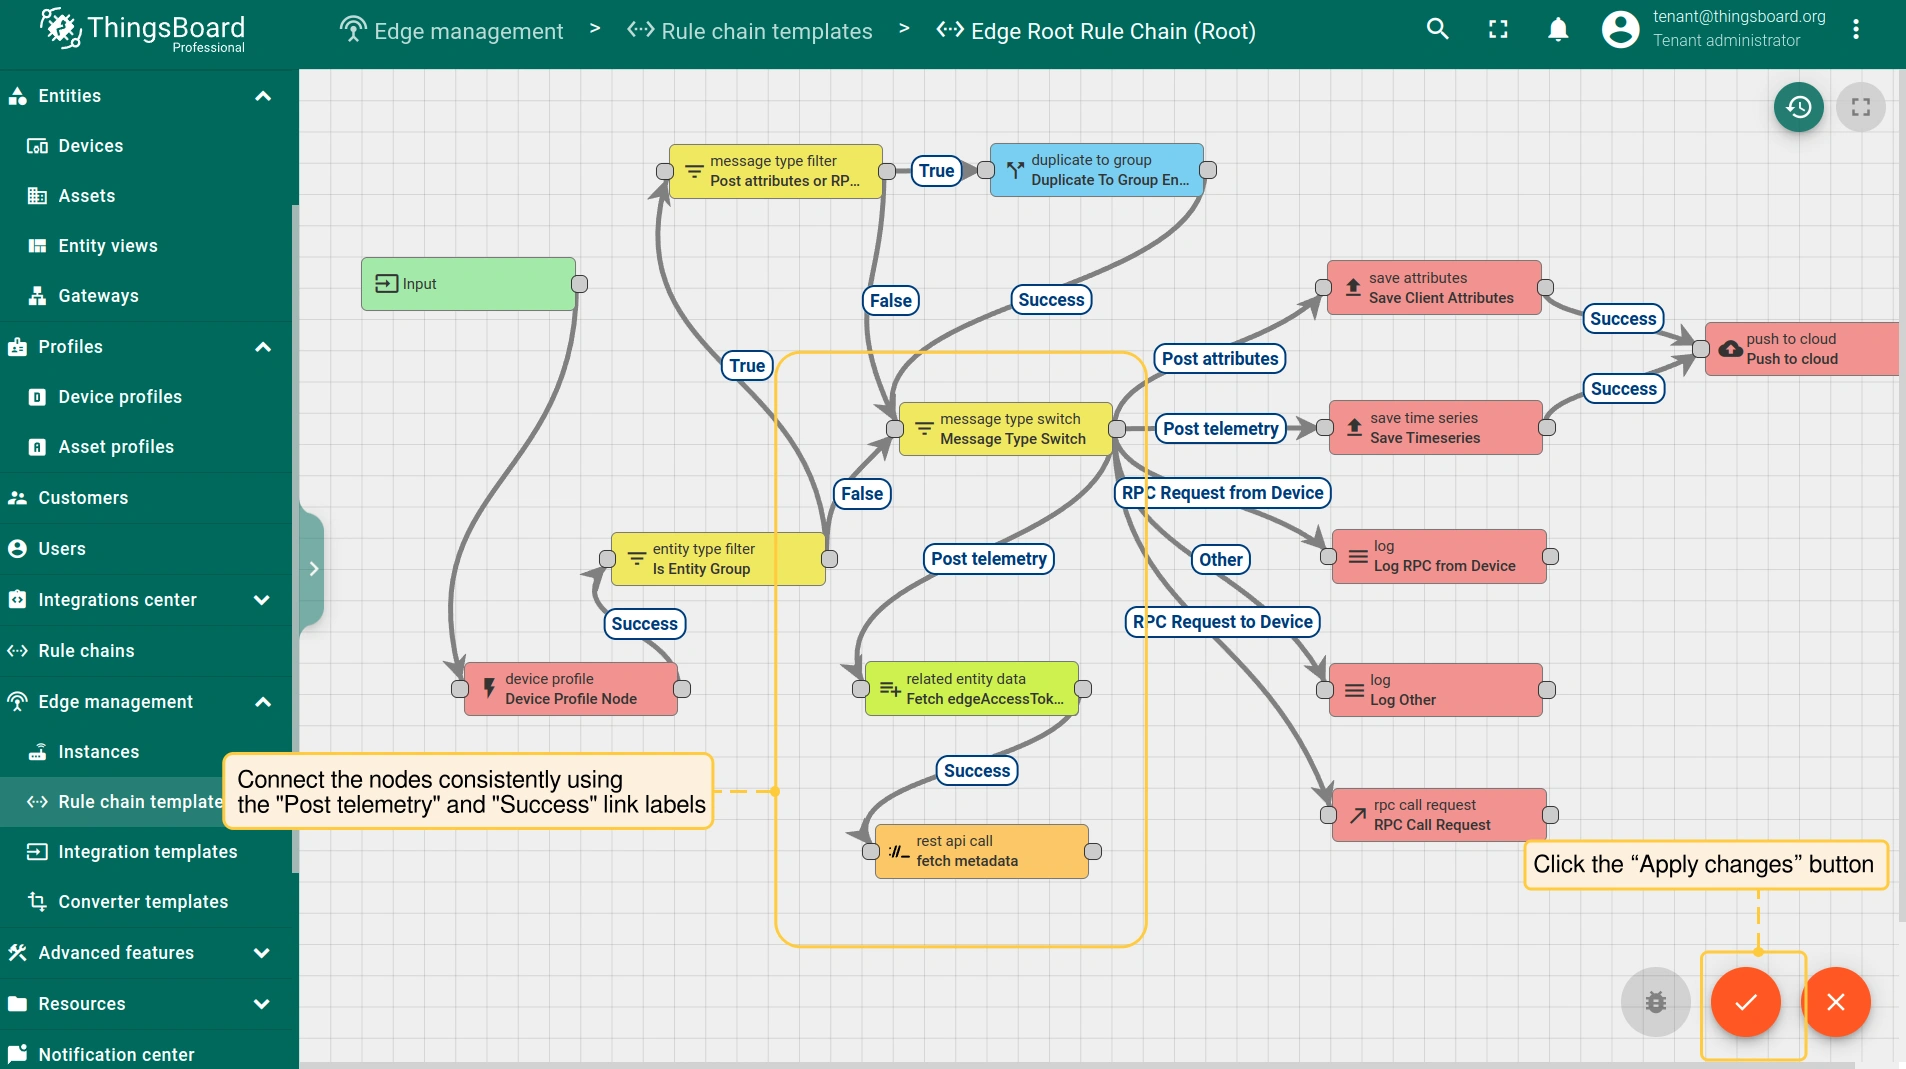 ThingsBoard
Professional
Edge management > Rule chain templates > Edge Root Rule Chain (Root)
tenant@thingsboard.org
Tenant administrator
Entities
Devices
Assets
Entity views
Gateways
Profiles
Device profiles
Asset profiles
Customers
Users
Integrations center
Rule chains
Edge management
Instances
Rule chain template
Integration templates
Converter templates
Advanced features
Resources
Notification center
message type filter
Post attributes or RP...
True
duplicate to group
Duplicate To Group En...
Input
False
Success
save attributes
Save Client Attributes
Success
push to cloud
Push to cloud
True
Post attributes
Success
message type switch
Message Type Switch
Post telemetry
save time series
Save Timeseries
False
RPC Request from Device
entity type filter
Is Entity Group
Post telemetry
Other
log
Log RPC from Device
Success
RPC Request to Device
device profile
Device Profile Node
related entity data
Fetch edgeAccessTok...
log
Log Other
Connect the nodes consistently using
the "Post telemetry" and "Success" link labels
Success
rpc call request
RPC Call Request
rest api call
fetch metadata
Click the “Apply changes” button